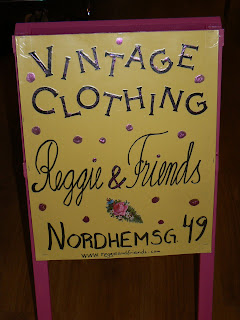 VINTAGE
CLOTHING
Reggie & Friends
NORDHEMSG. 49
www.reggieandfriends.com